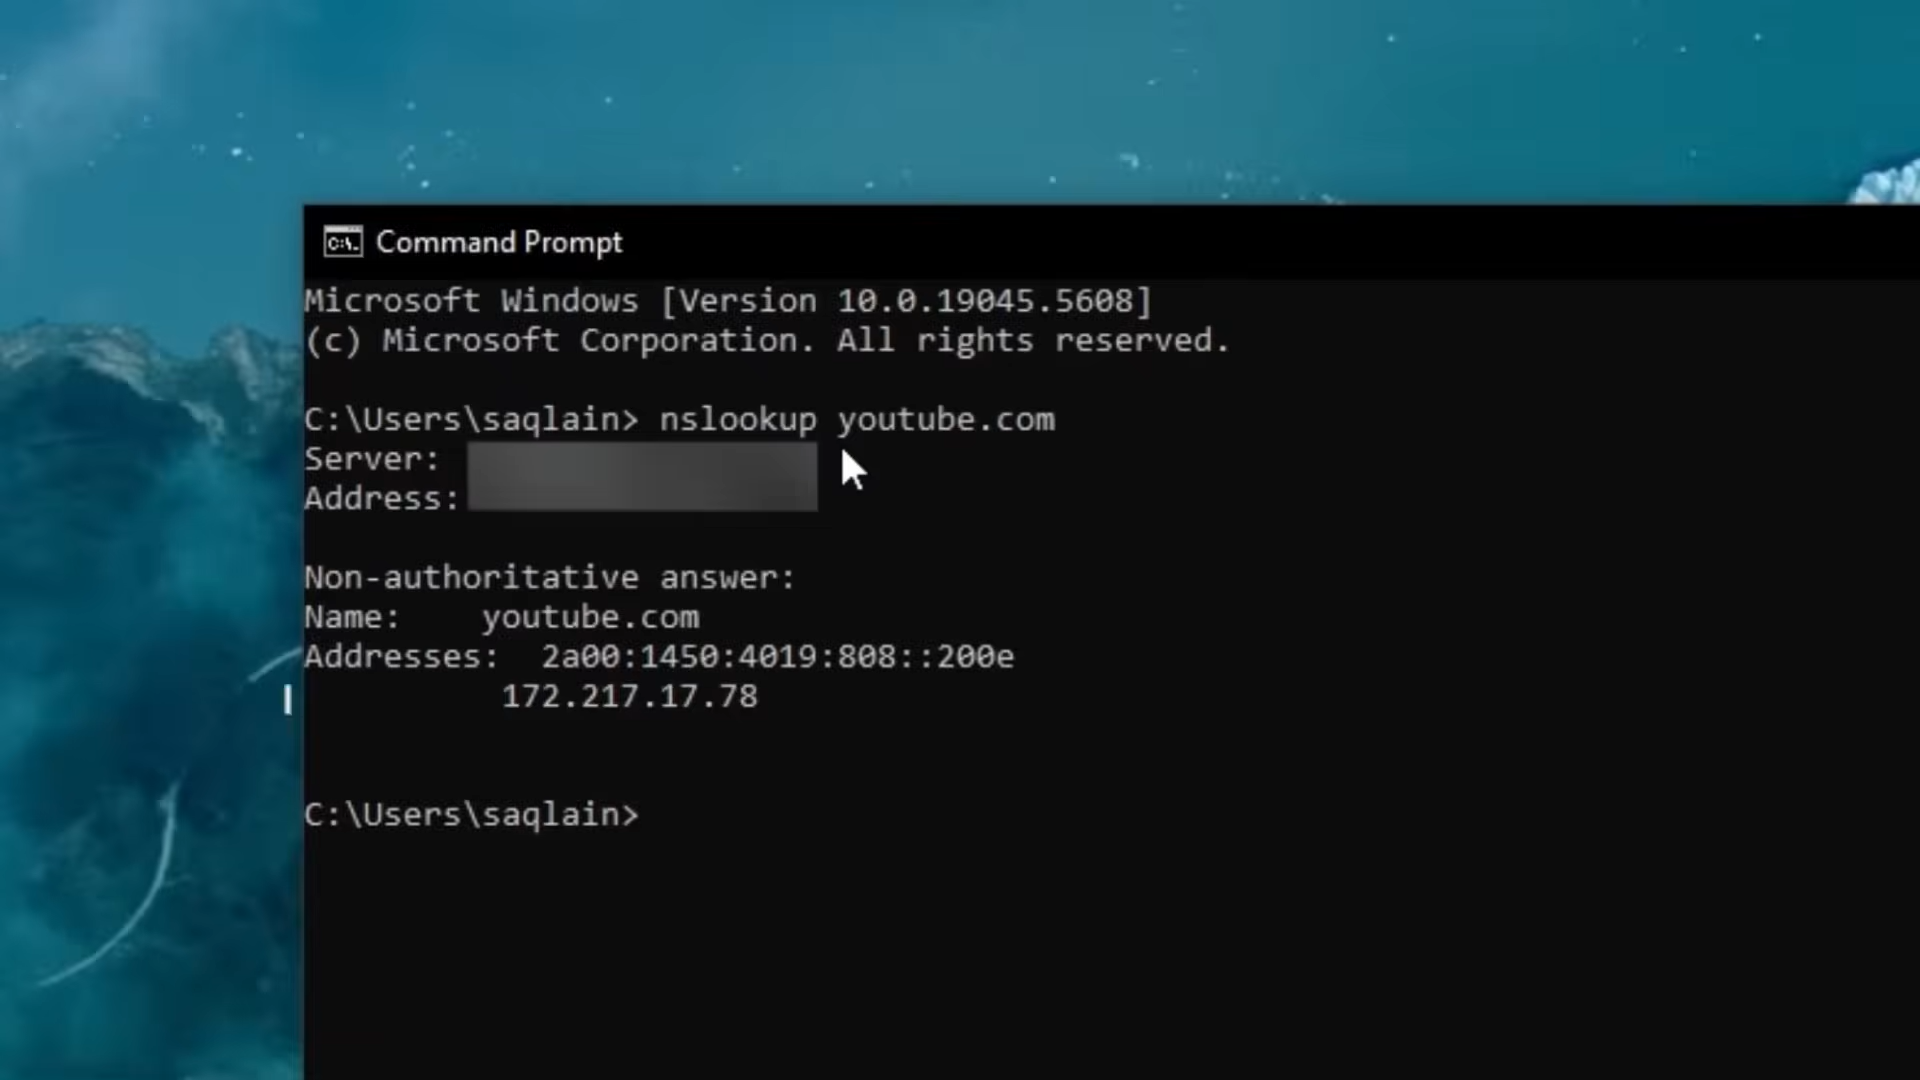 Command Prompt
Microsoft Windows [Version 10.0.19045.5608]
(c) Microsoft Corporation. All rights reserved.
C:\Users\saqlain> nslookup youtube.com
Server:
Address:
Non-authoritative answer:
Name:    youtube.com
Addresses:  2a00:1450:4019:808::200e
172.217.17.78
C:\Users\saqlain>